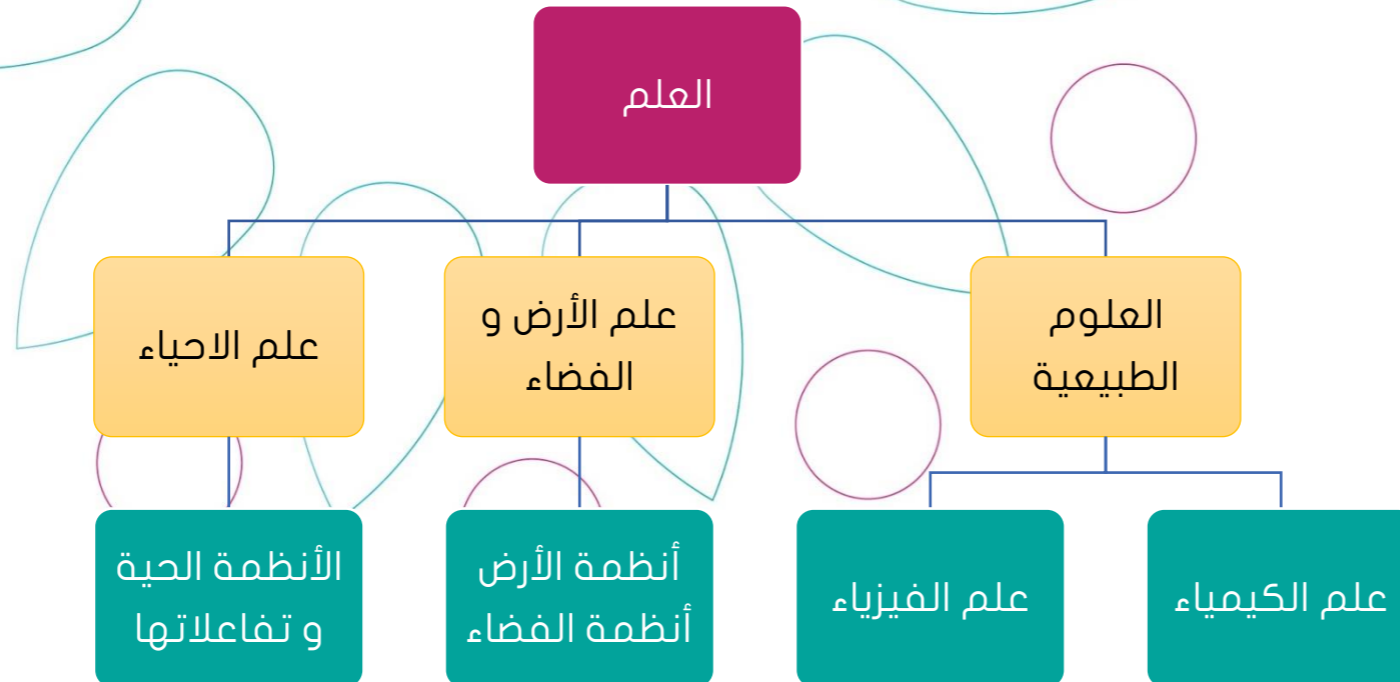 العلم
العلوم
الطبيعية
علم الأرض و
الفضاء
علم الاحياء
علم الكيمياء
علم الفيزياء
أنظمة الأرض
أنظمة الفضاء
الأنظمة الحية
و تفاعلاتها